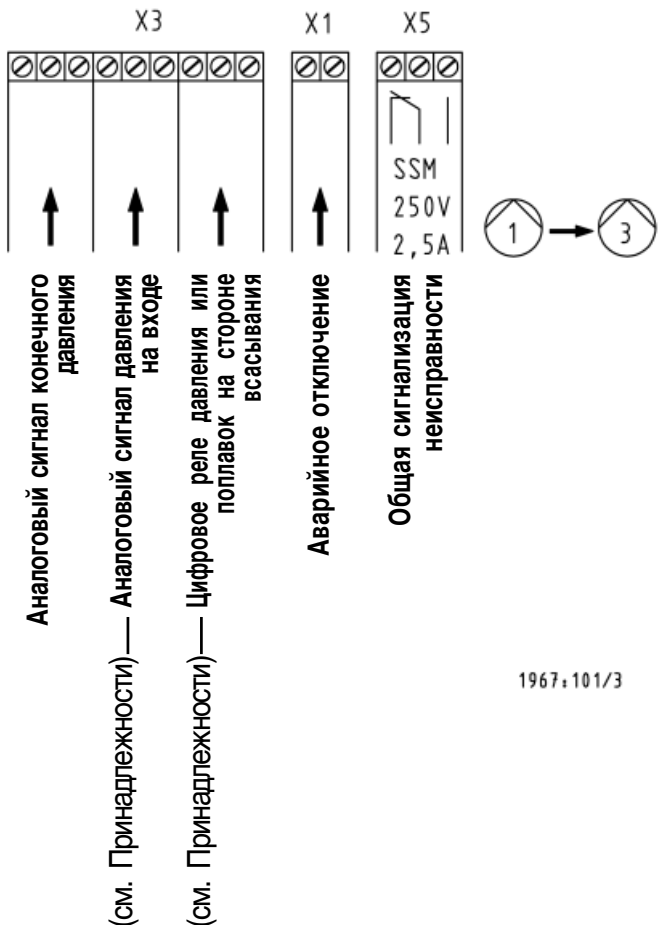 X3
X1
X5
SSM
250V
2,5A
1
3
Аналоговый сигнал конечного
давления
(см. Принадлежности)— Аналоговый сигнал давления
на входе
(см. Принадлежности)— Цифровое реле давления или
поплавок на стороне
всасывания
Аварийное отключение
Общая сигнализация
неисправности
1967:101/3